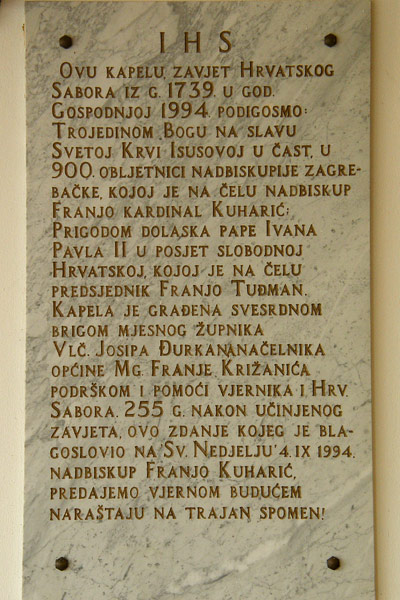 IHS
Ovu kapelu, zavjet Hrvatskog
Sabora iz g. 1739. u god.
Gospodnjoj 1994. podigosmo:
Trojedinom Bogu na slavu
Svetoj Krvi Isusovoj u čast, u
900. obljetnici nadbiskupije zagre-
bačke, kojoj je na čelu nadbiskup
Franjo kardinal Kuharić;
Prigodom dolaska pape Ivana
Pavla II u posjet slobodnoj
Hrvatskoj, kojoj je na čelu
predsjednik Franjo Tuđman.
Kapela je građena svesrdnom
brigom mjesnog župnika
Vlč. Josipa Đurkana, načelnika
općine Mg. Franje Križanića
podrškom i pomoći vjernika i Hrv.
Sabora. 255 g. nakon učinjenog
zavjeta, ovo zdanje kojeg je bla-
goslovio na Sv. Nedjelju 4. IX 1994.
nadbiskup Franjo Kuharić,
predajemo vjernom budućem
naraštaju na trajan spomen!